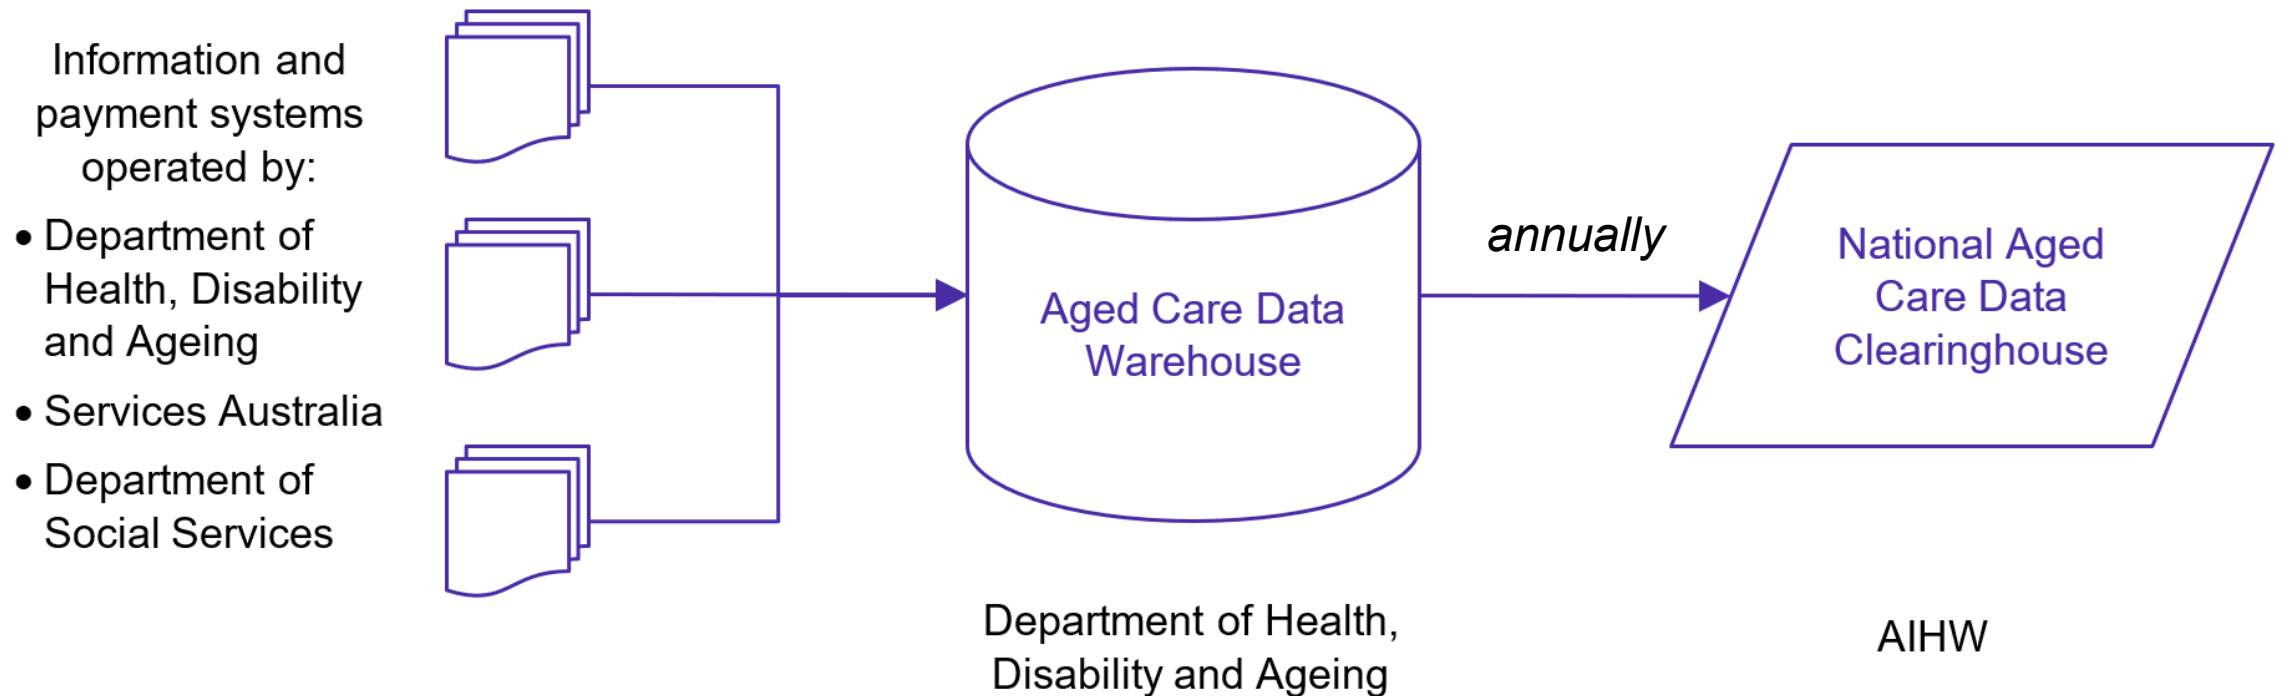 Information and
payment systems
operated by:
• Department of
Health, Disability
and Ageing
• Services Australia
• Department of
Social Services
Aged Care Data
Warehouse
Department of Health,
Disability and Ageing
annually
National Aged
Care Data
Clearinghouse
AIHW